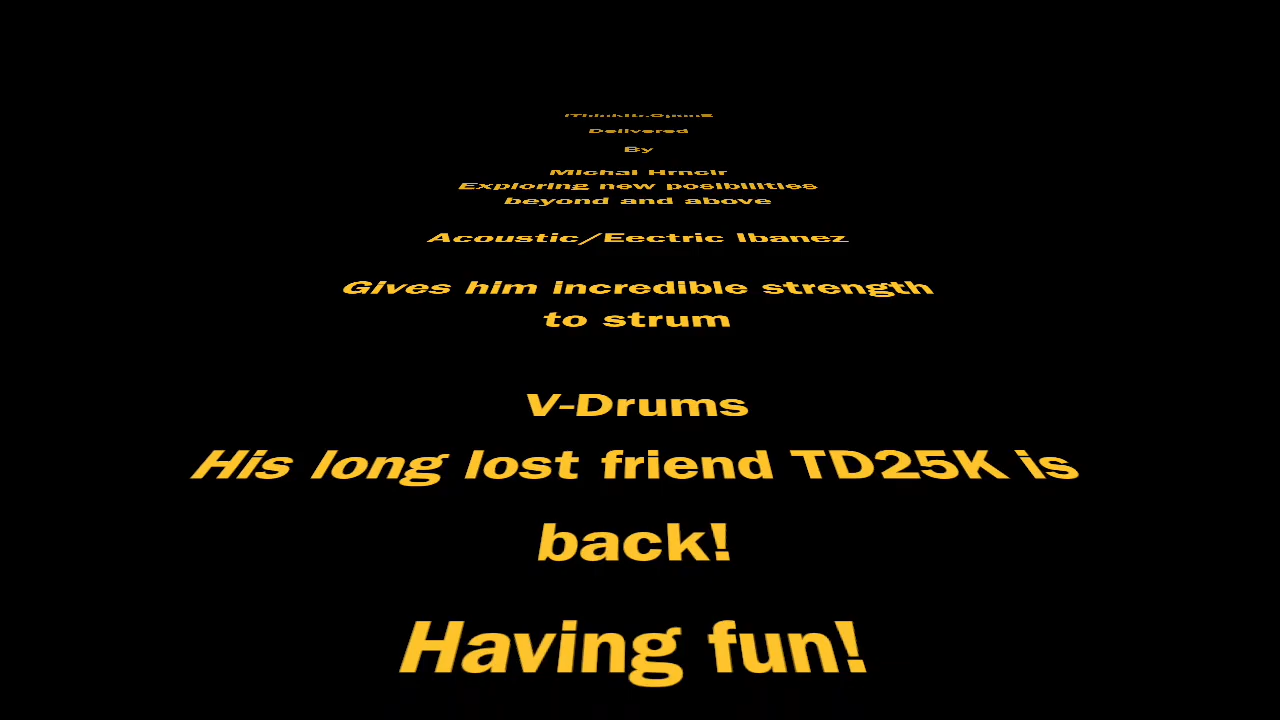 Delivered
By
Michal Hrncir
Exploring new posibilities
beyond and above
Acoustic/Eectric Ibanez
Gives him incredible strength
to strum
V-Drums
His long lost friend TD25K is
back!
Having fun!